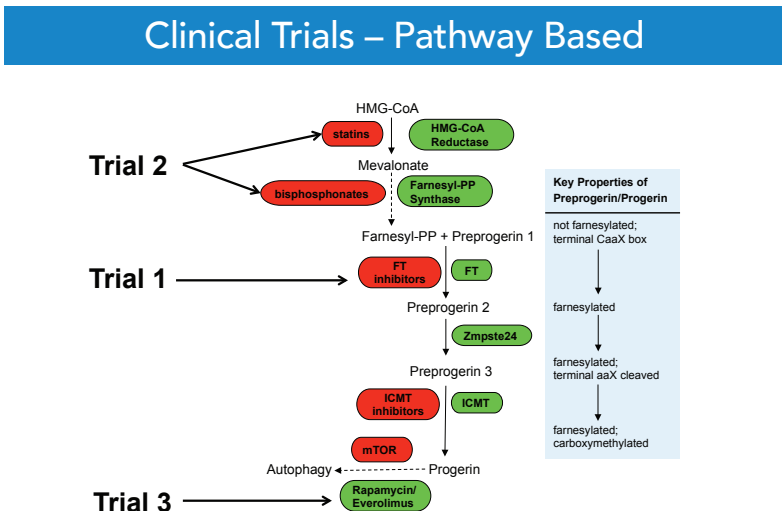 Clinical Trials – Pathway Based
HMG-CoA
statins
HMG-CoA
Reductase
Trial 2
Mevalonate
bisphosphonates
Farnesyl-PP
Synthase
Farnesyl-PP + Preprogerin 1
Trial 1
FT
inhibitors
FT
Preprogerin 2
Zmpste24
Preprogerin 3
ICMT
inhibitors
ICMT
mTOR
Autophagy
Progerin
Trial 3
Rapamycin/
Everolimus
Key Properties of
Preprogerin/Progerin
not farnesylated;
terminal CaaX box
farnesylated
farnesylated;
terminal aaX cleaved
farnesylated;
carboxymethylated